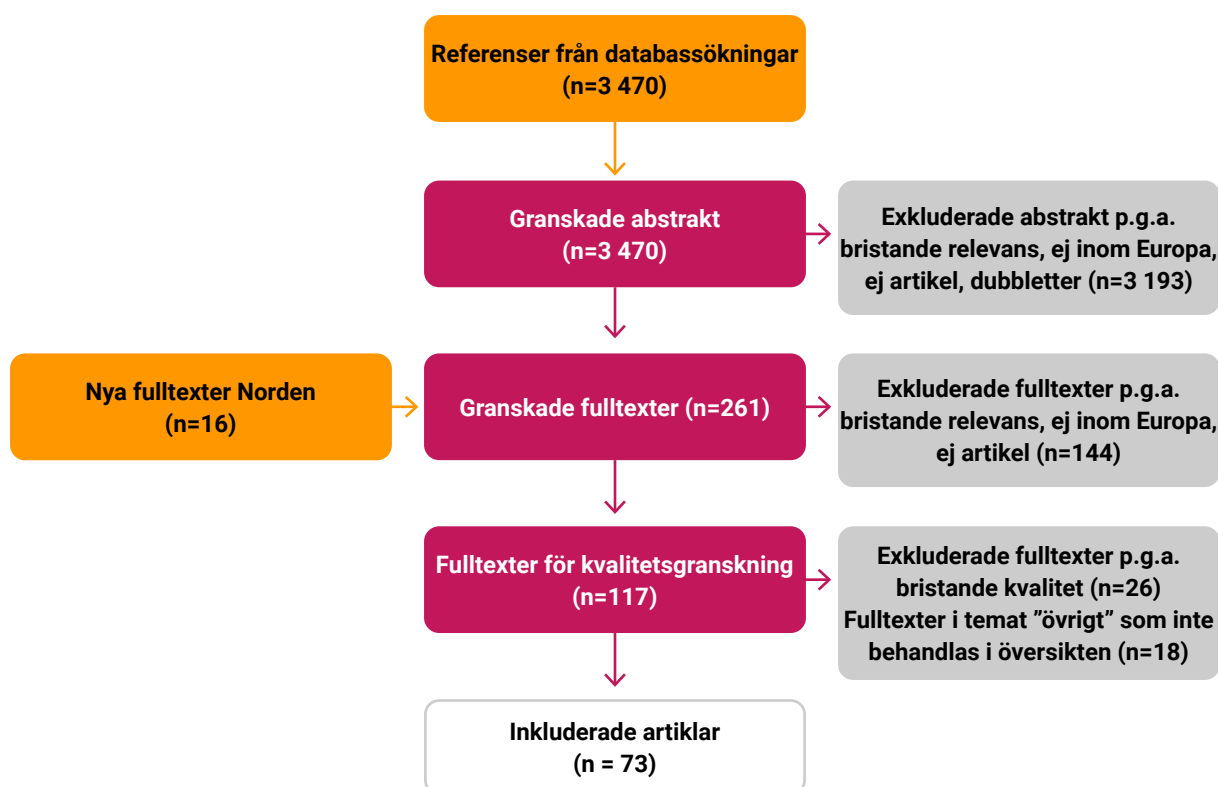 Referenser från databassökningar
(n=3 470)
Granskade abstrakt
(n=3 470)
Exkluderade abstrakt p.g.a.
bristande relevans, ej inom Europa,
ej artikel, dubbletter (n=3 193)
Nya fulltexter Norden
(n=16)
Granskade fulltexter (n=261)
Exkluderade fulltexter p.g.a.
bristande relevans, ej inom Europa,
ej artikel (n=144)
Fulltexter för kvalitetsgranskning
(n=117)
Exkluderade fulltexter p.g.a.
bristande kvalitet (n=26)
Fulltexter i temat ”övrigt” som inte
behandlas i översikten (n=18)
Inkluderade artiklar
(n = 73)